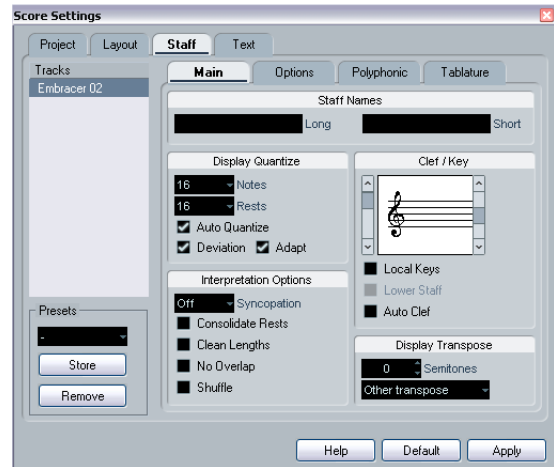 Score Settings
Project Layout Staff Text
Tracks
Embracer 02
Main Options Polyphonic Tablature
Staff Names
Long Short
Display Quantize
16 Notes
16 Rests
Auto Quantize
Deviation Adapt
Clef / Key
Local Keys
Lower Staff
Auto Clef
Interpretation Options
Off Syncopation
Consolidate Rests
Clean Lengths
No Overlap
Shuffle
Display Transpose
0 Semitones
Other transpose
Presets
-
Store
Remove
Help Default Apply